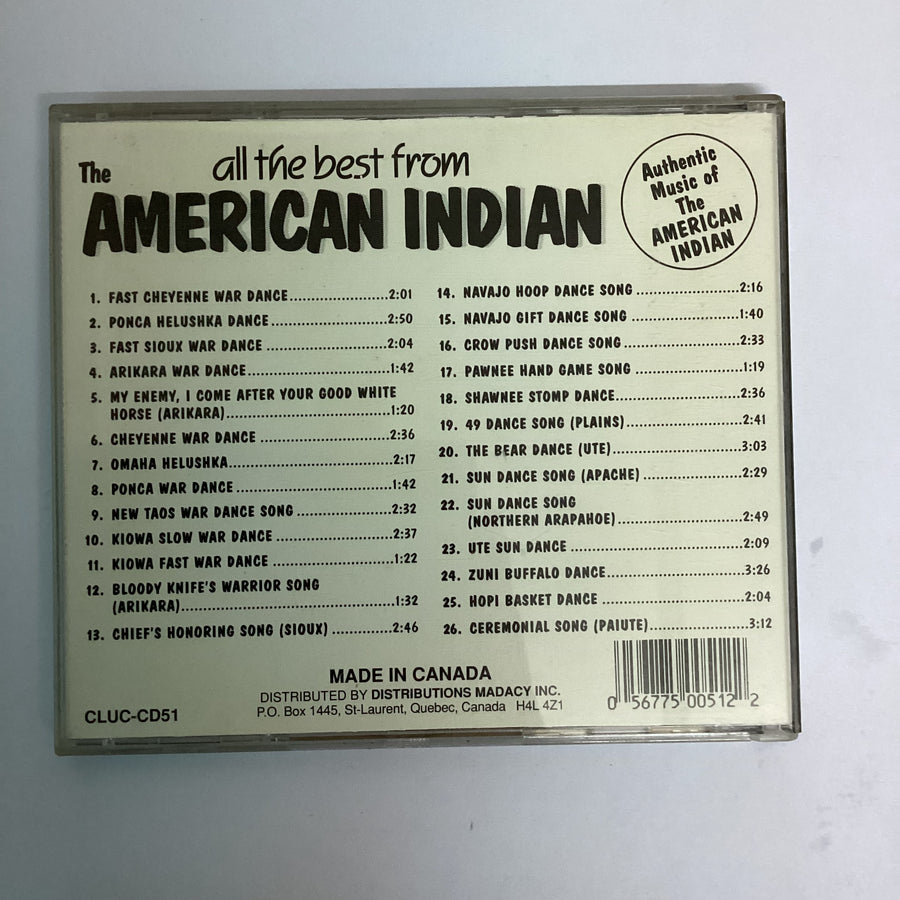 all the best from
The
AMERICAN INDIAN
Authentic
Music of
The
AMERICAN
INDIAN
1. FAST CHEYENNE WAR DANCE..................2:01
2. PONCA HELUSHKA DANCE......................2:50
3. FAST SIOUX WAR DANCE .......................2:04
4. ARIKARA WAR DANCE..........................1:42
5. MY ENEMY, I COME AFTER YOUR GOOD WHITE
HORSE (ARIKARA)..............................1:20
6. CHEYENNE WAR DANCE ........................2:36
7. OMAHA HELUSHKA..............................2:17
8. PONCA WAR DANCE .............................1:42
9. NEW TAOS WAR DANCE SONG ..................2:32
10. KIOWA SLOW WAR DANCE ......................2:37
11. KIOWA FAST WAR DANCE ......................1:22
12. BLOODY KNIFE'S WARRIOR SONG
(ARIKARA)........................................1:32
13. CHIEF'S HONORING SONG (SIOUX) ............2:46
14. NAVAJO HOOP DANCE SONG ....................2:16
15. NAVAJO GIFT DANCE SONG ....................1:40
16. CROW PUSH DANCE SONG ......................2:33
17. PAWNEE HAND GAME SONG ....................1:19
18. SHAWNEE STOMP DANCE........................2:36
19. 49 DANCE SONG (PLAINS)......................2:41
20. THE BEAR DANCE (UTE) .........................3:03
21. SUN DANCE SONG (APACHE) ...................2:29
22. SUN DANCE SONG
(NORTHERN ARAPAHOE) ........................2:49
23. UTE SUN DANCE .................................2:09
24. ZUNI BUFFALO DANCE..........................3:26
25. HOPI BASKET DANCE ...........................2:04
26. CEREMONIAL SONG (PAIUTE)...................3:12
MADE IN CANADA
DISTRIBUTED BY DISTRIBUTIONS MADACY INC.
P.O. Box 1445, St-Laurent, Quebec, Canada H4L 4Z1
CLUC-CD51
0 56775 00512 2